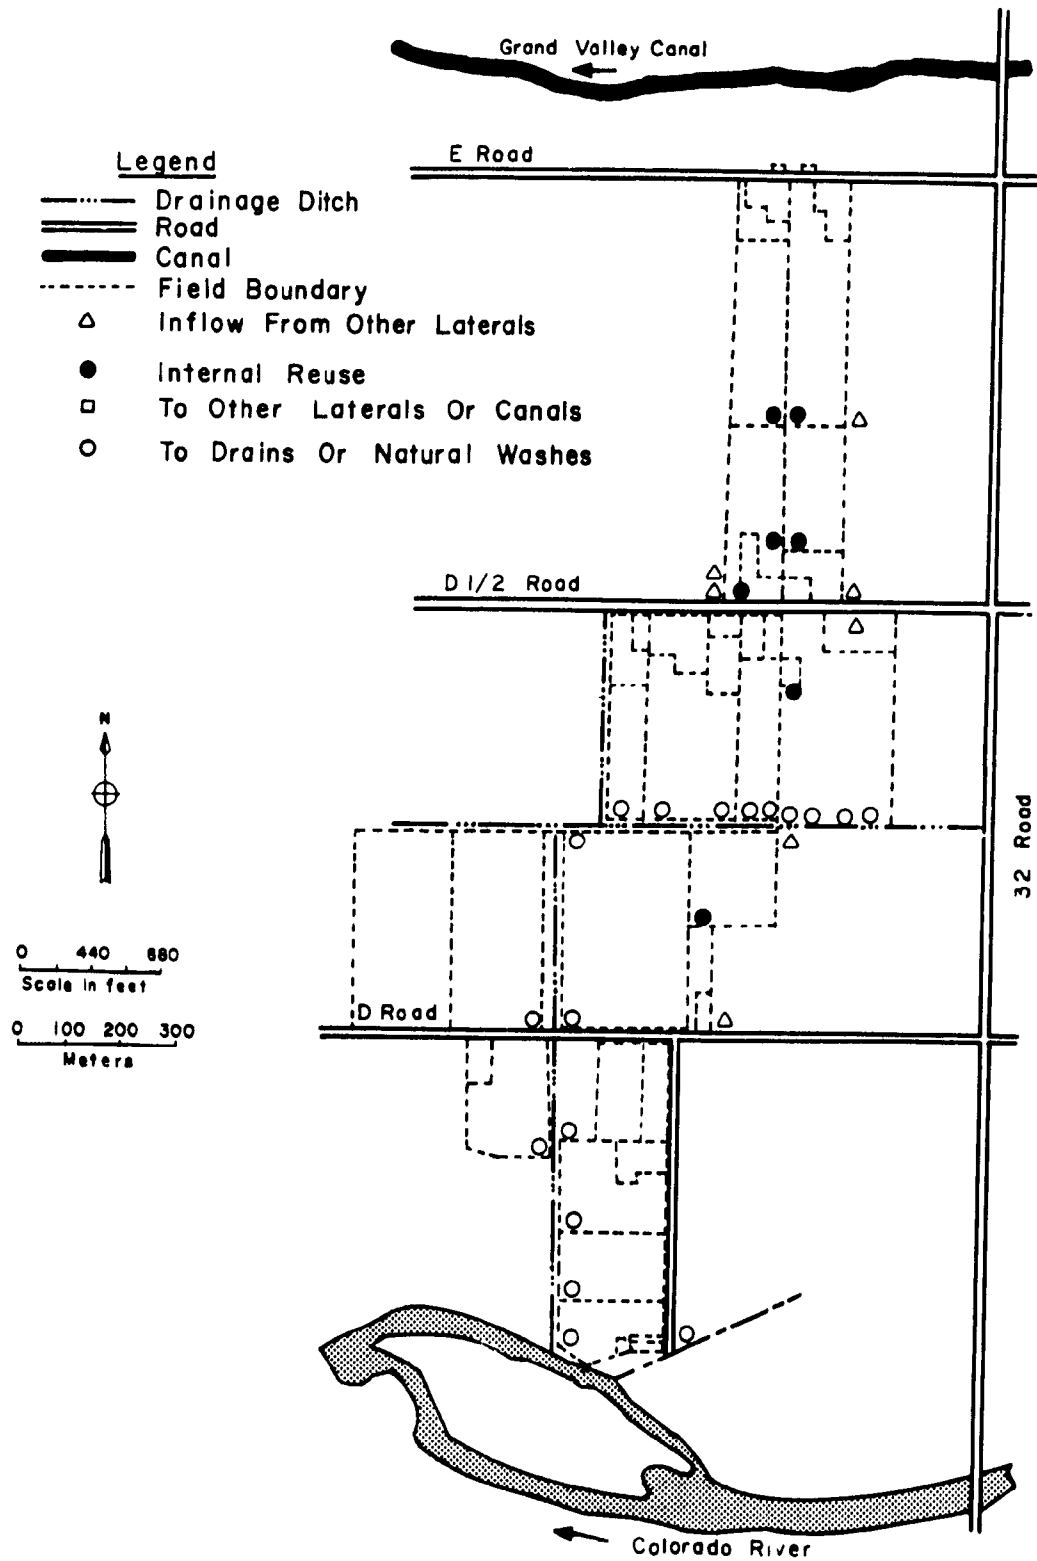 Grand Valley Canal
E Road
Legend
Drainage Ditch
Road
Canal
Field Boundary
Inflow From Other Laterals
Internal Reuse
To Other Laterals Or Canals
To Drains Or Natural Washes
D 1/2 Road
N
32 Road
0 440 880
Scale in feet
D Road
0 100 200 300
Meters
Colorado River